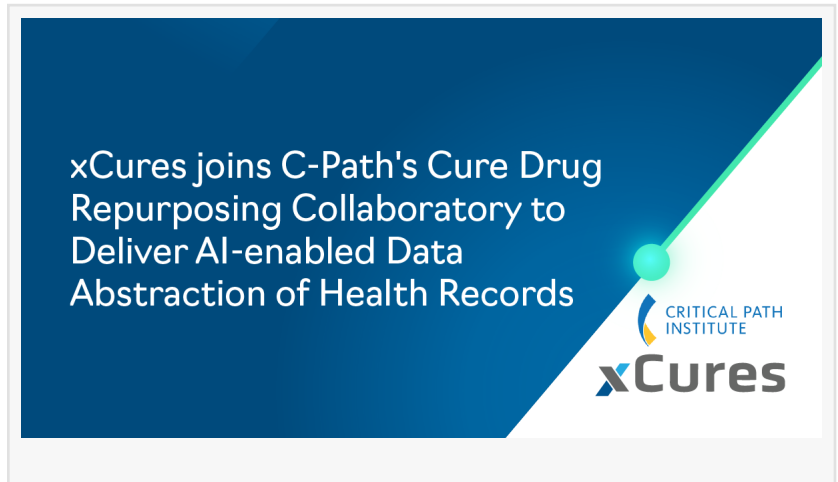 xCures joins C-Path's Cure Drug
Repurposing Collaboratory to
Deliver AI-enabled Data
Abstraction of Health Records
CRITICAL PATH
INSTITUTE
xCures